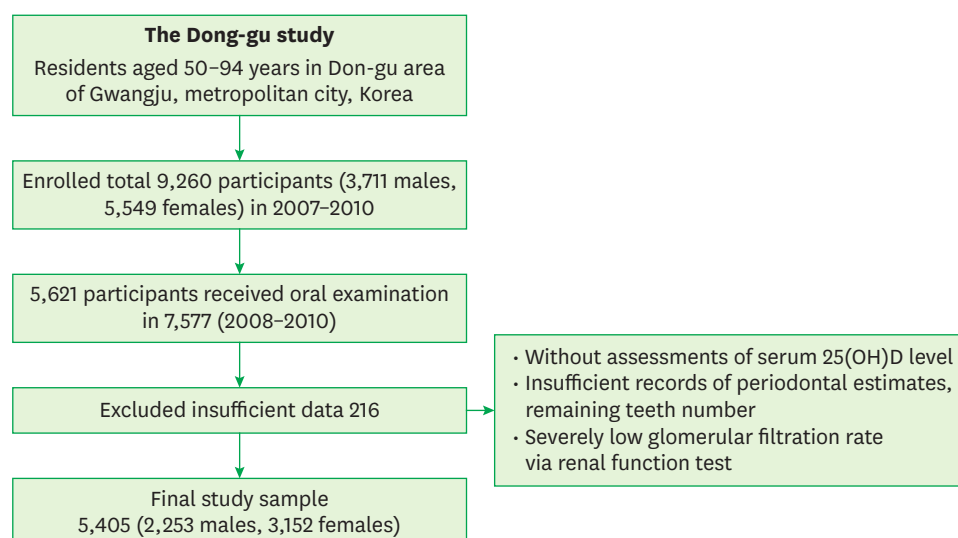 The Dong-gu study
Residents aged 50–94 years in Don-gu area
of Gwangju, metropolitan city, Korea
Enrolled total 9,260 participants (3,711 males,
5,549 females) in 2007–2010
5,621 participants received oral examination
in 7,577 (2008–2010)
Excluded insufficient data 216
· Without assessments of serum 25(OH)D level
· Insufficient records of periodontal estimates,
remaining teeth number
· Severely low glomerular filtration rate
via renal function test
Final study sample
5,405 (2,253 males, 3,152 females)